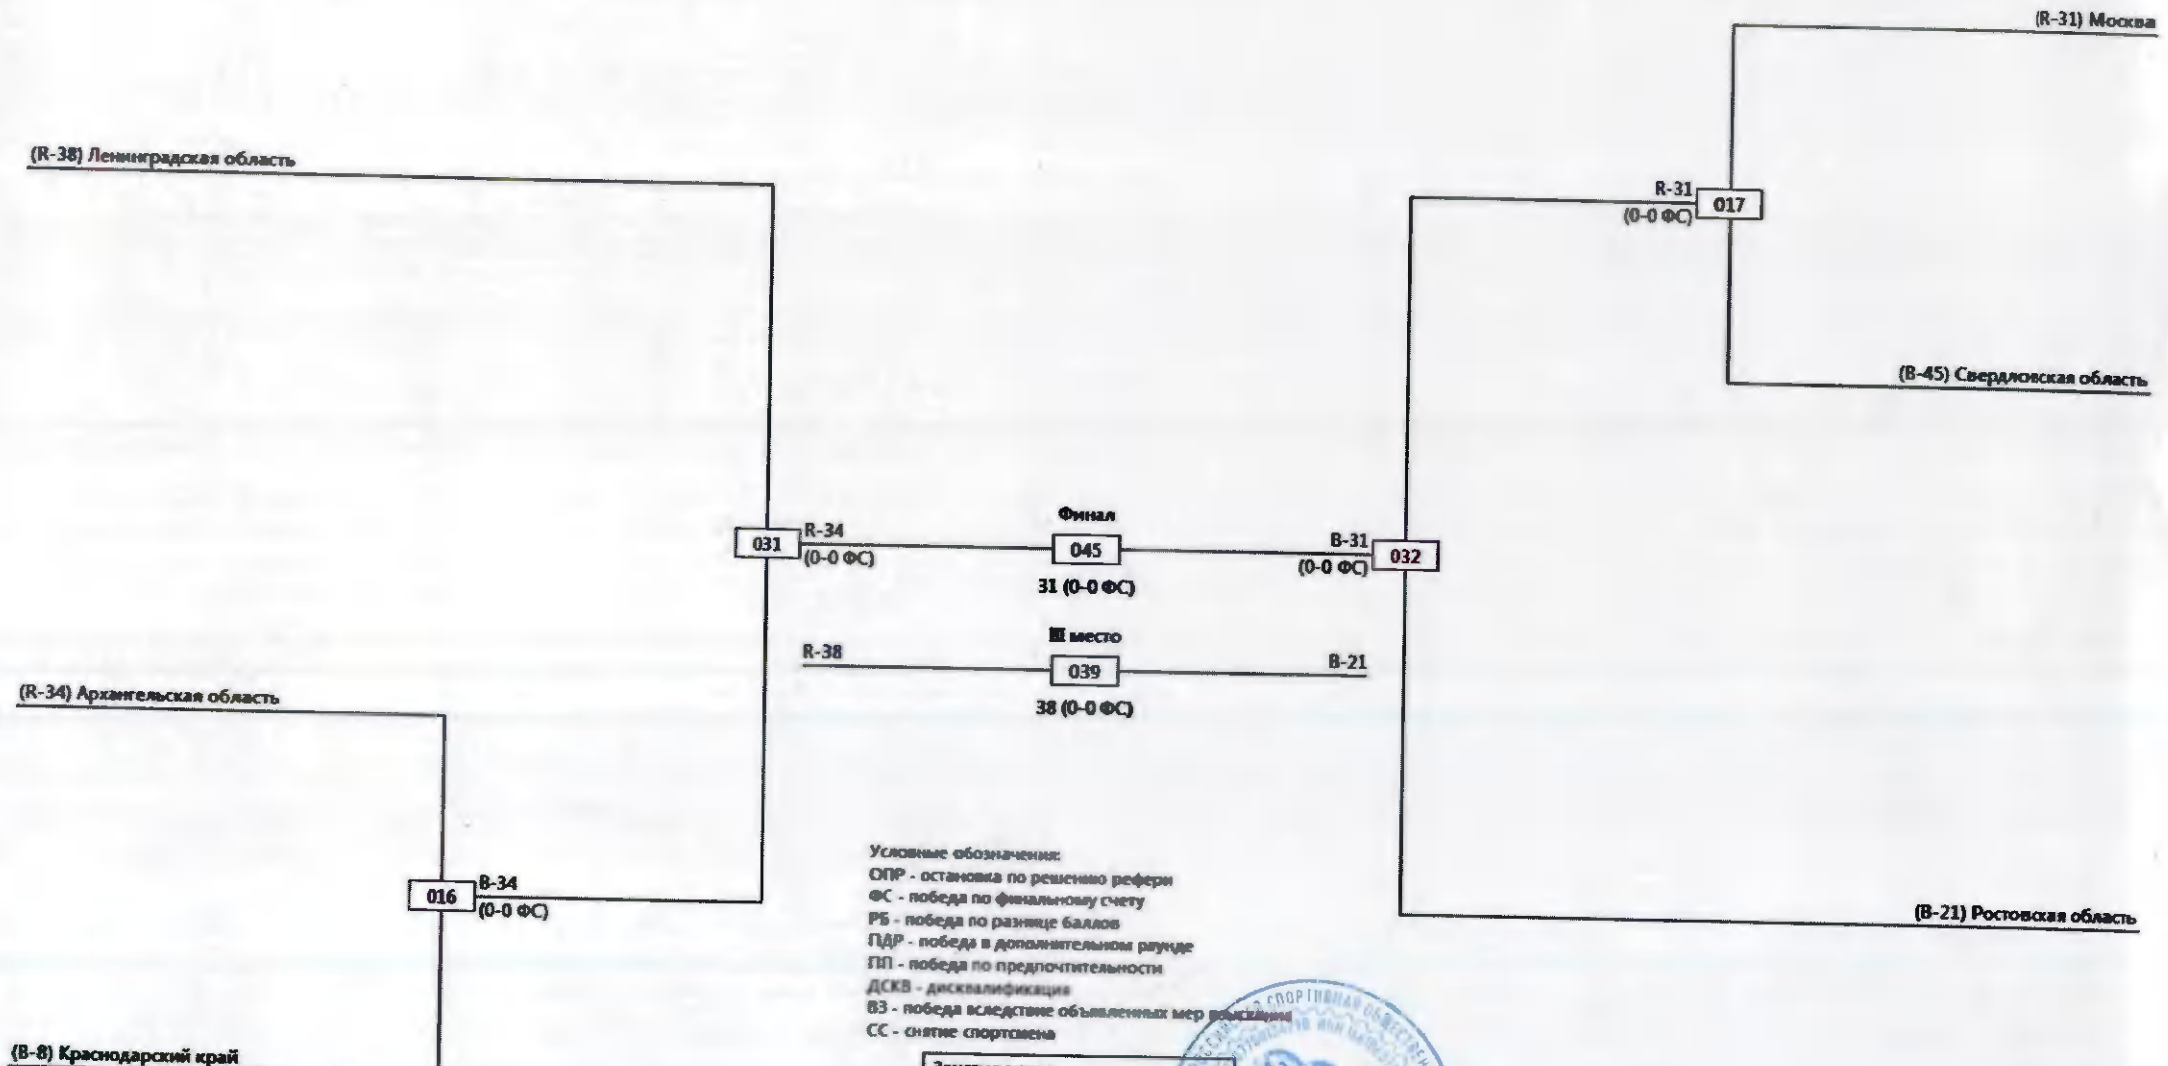 (R-31) Москва
(R-38) Ленинградская область
R-31
(0-0 ФС)
017
(B-45) Свердловская область
Финал
031
R-34
(0-0 ФС)
045
B-31
(0-0 ФС)
032
31 (0-0 ФС)
III место
R-38
039
B-21
38 (0-0 ФС)
(R-34) Архангельская область
016
B-34
(0-0 ФС)
(B-21) Ростовская область
Условные обозначения:
ОПР - остановка по решению рефери
ФС - победа по финальному счету
РБ - победа по разнице баллов
ПДР - победа в дополнительном раунде
ПП - победа по предпочтительности
ДСКВ - дисквалификация
ВЗ - победа вследствие объявленных мер взыскания
СС - снятие спортсмена
(B-8) Краснодарский край
СПОРТИВНАЯ